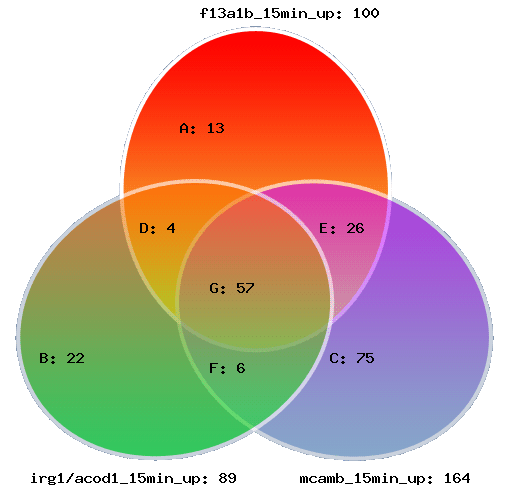 f13a1b_15min_up: 100
A: 13
D: 4
E: 26
G: 57
B: 22
F: 6
C: 75
irg1/acod1_15min_up: 89
mcamb_15min_up: 164